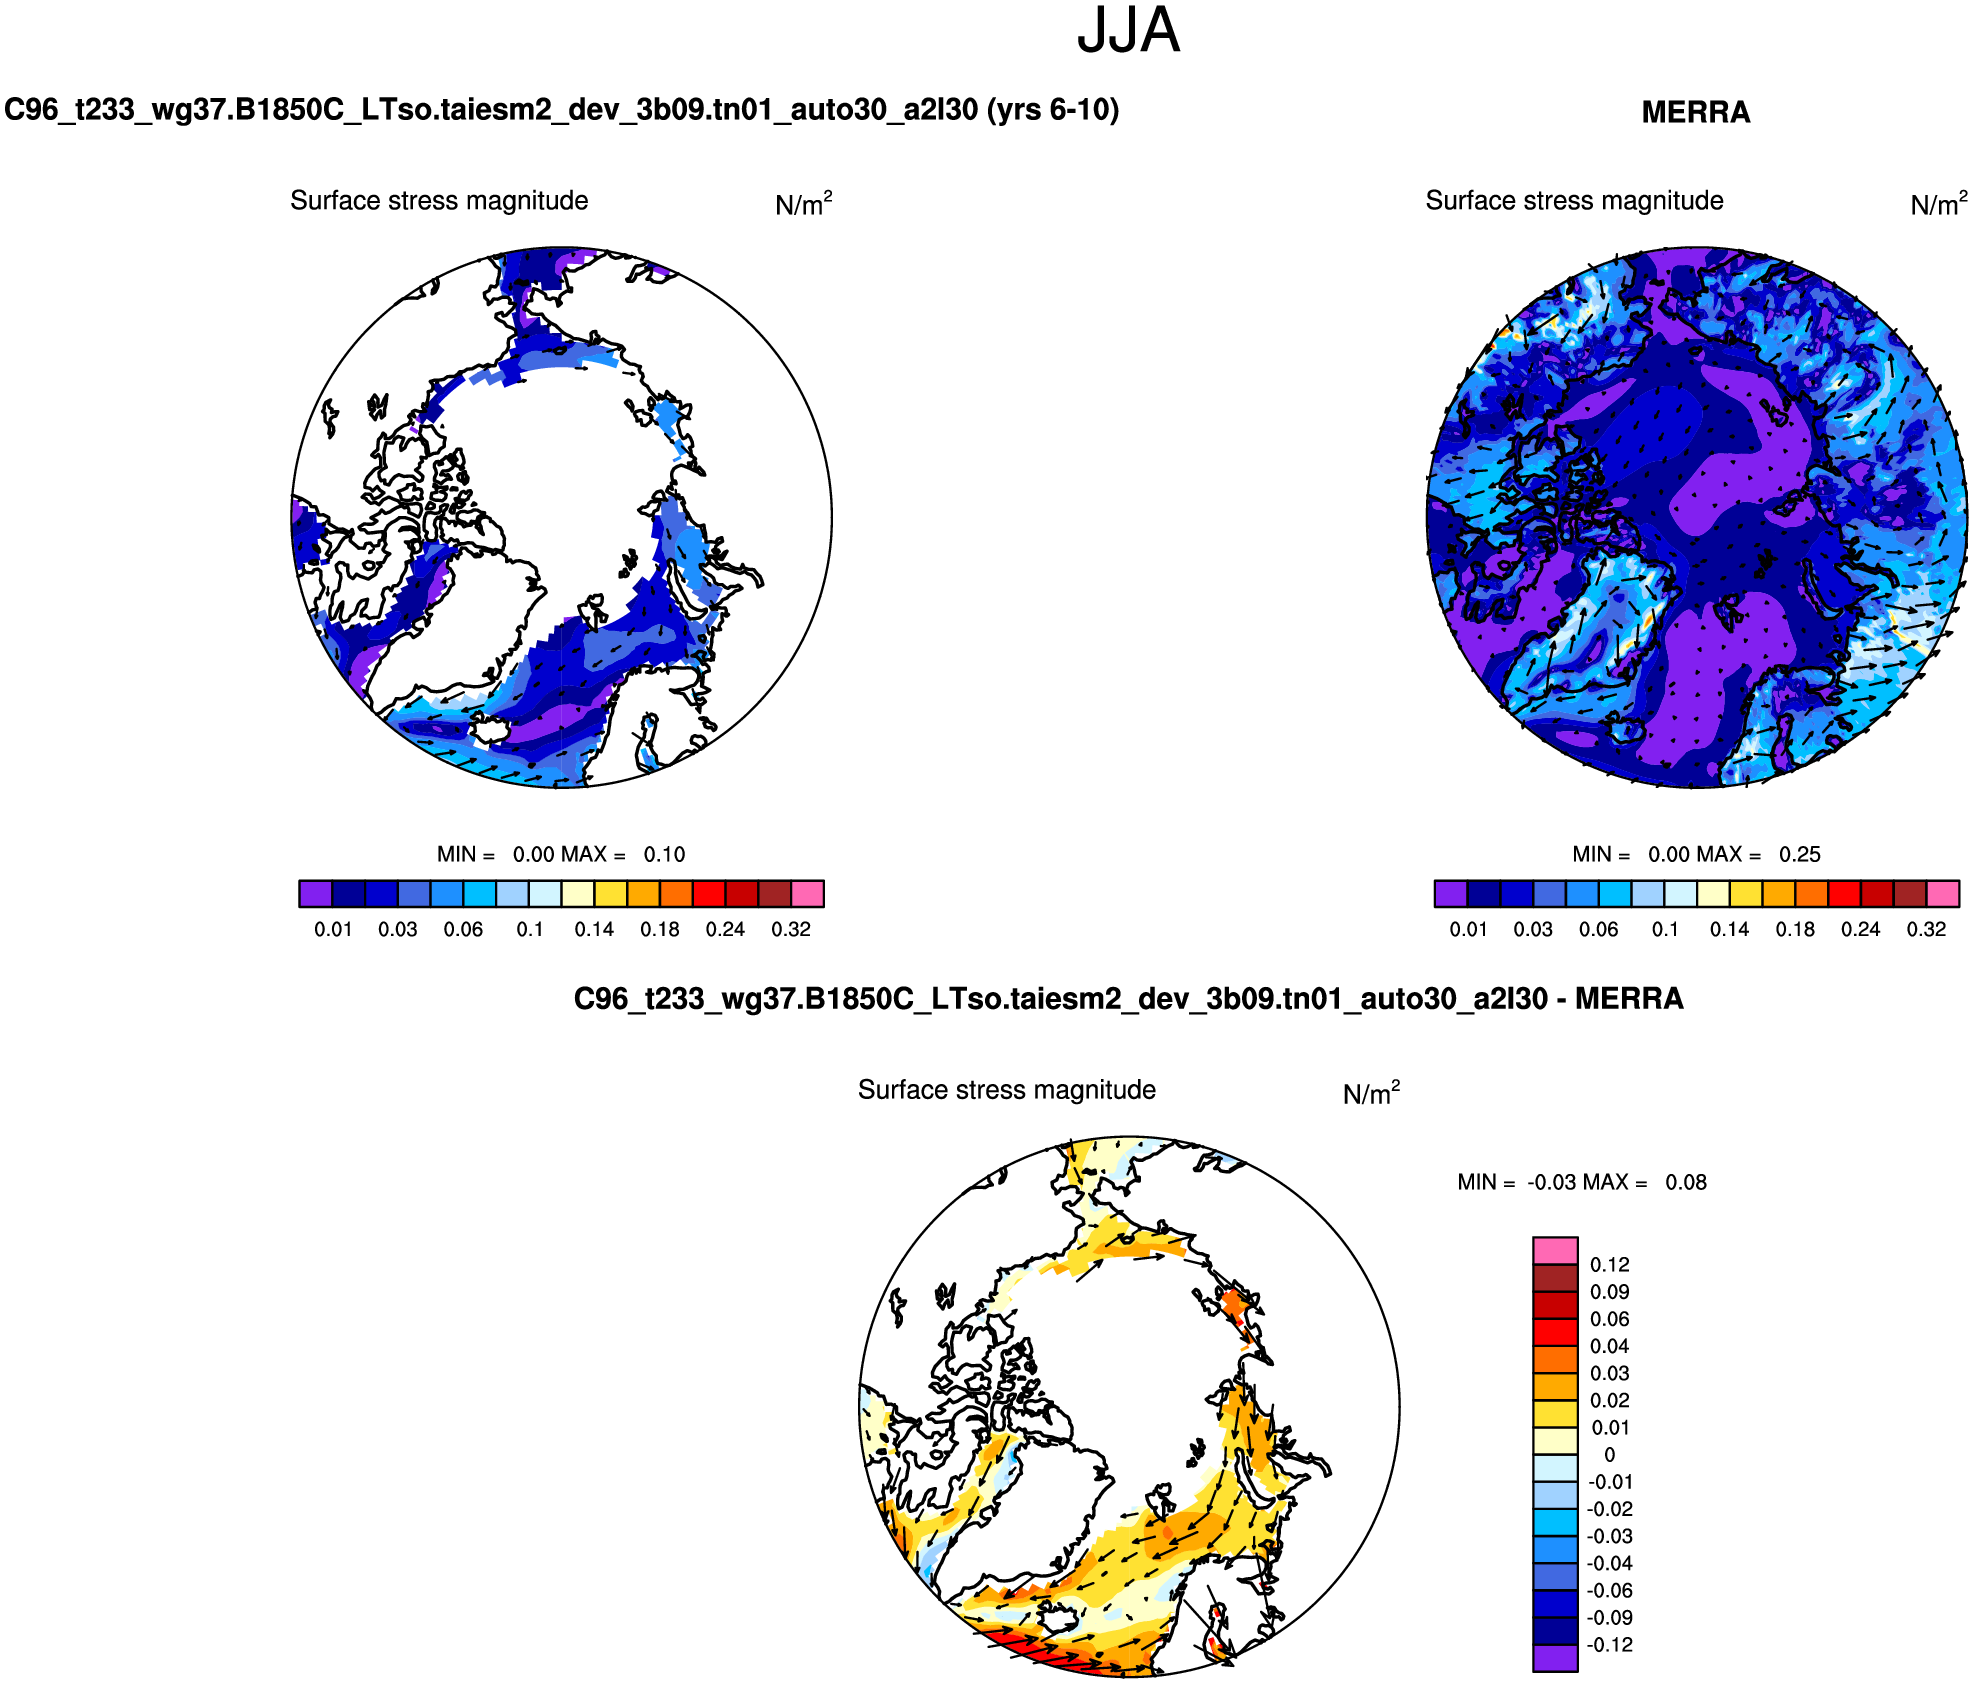 JJA
C96_t233_wg37.B1850C_LTso.taiesm2_dev_3b09.tn01_auto30_a2l30 (yrs 6-10)
MERRA
Surface stress magnitude N/m2
Surface stress magnitude N/m2
MIN = 0.00 MAX = 0.10
0.01 0.03 0.06 0.1 0.14 0.18 0.24 0.32
MIN = 0.00 MAX = 0.25
0.01 0.03 0.06 0.1 0.14 0.18 0.24 0.32
C96_t233_wg37.B1850C_LTso.taiesm2_dev_3b09.tn01_auto30_a2l30 - MERRA
Surface stress magnitude N/m2
MIN = -0.03 MAX = 0.08
0.12
0.09
0.06
0.04
0.03
0.02
0.01
0
-0.01
-0.02
-0.03
-0.04
-0.06
-0.09
-0.12